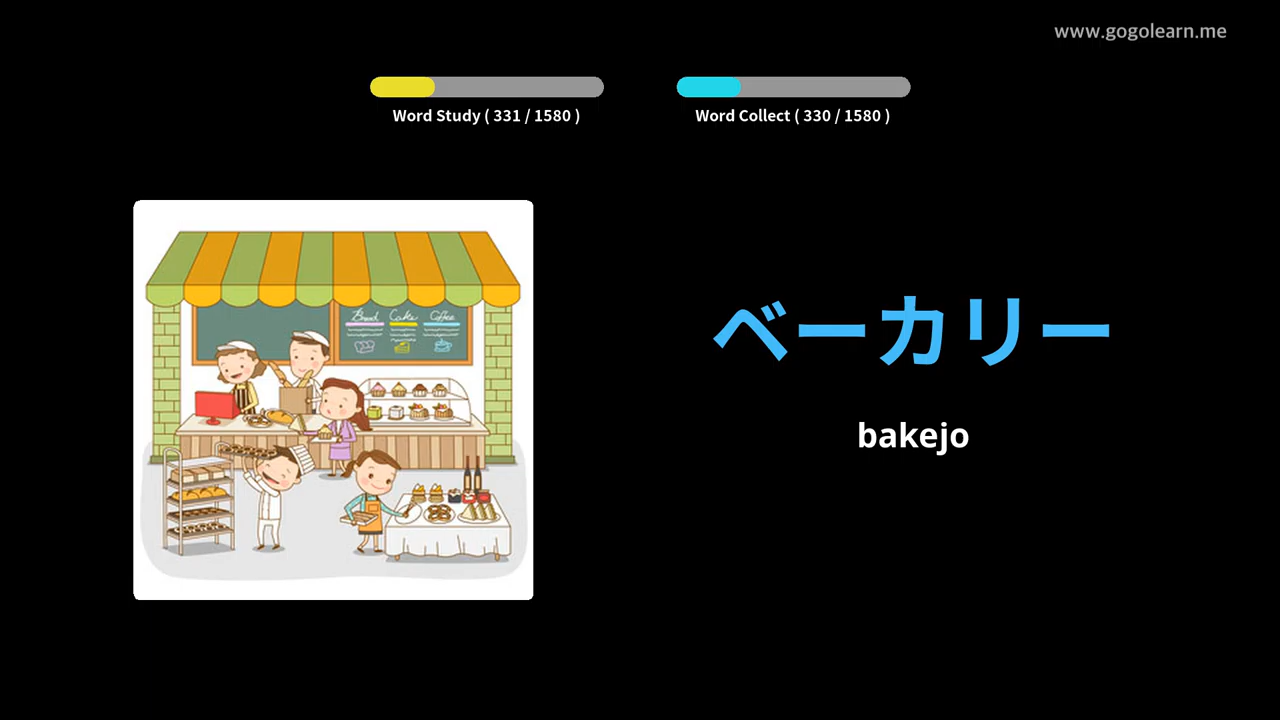 www.gogolearn.me
Word Study ( 331 / 1580 )
Word Collect ( 330 / 1580 )
Bread Cake Coffee
ベーカリー
bakejo